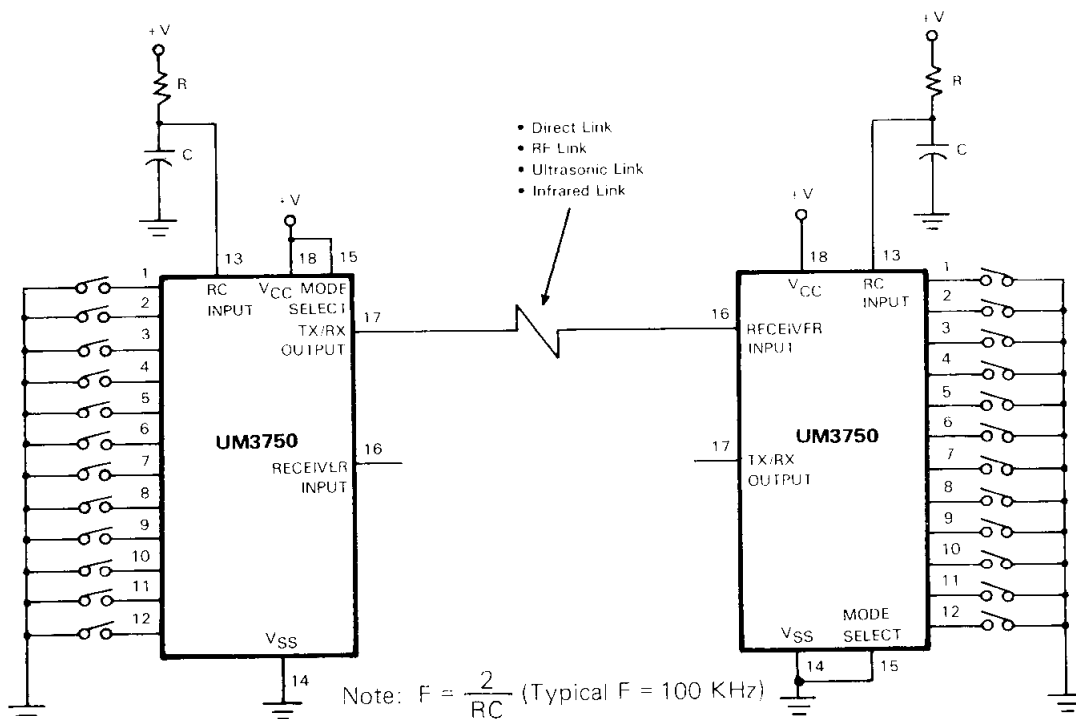 +V
+V
R
R
C
C
• Direct Link
• RF Link
• Ultrasonic Link
• Infrared Link
+V
+V
13
18
15
18
13
1
2
3
4
5
6
7
8
9
10
11
12
RC
INPUT
VCC
MODE
SELECT
TX/RX
OUTPUT
17
UM3750
16
RECEIVER
INPUT
VSS
14
16
RECEIVER
INPUT
VCC
RC
INPUT
UM3750
17
TX/RX
OUTPUT
MODE
SELECT
VSS
14
15
1
2
3
4
5
6
7
8
9
10
11
12
Note: F = 2/RC (Typical F = 100 KHz)